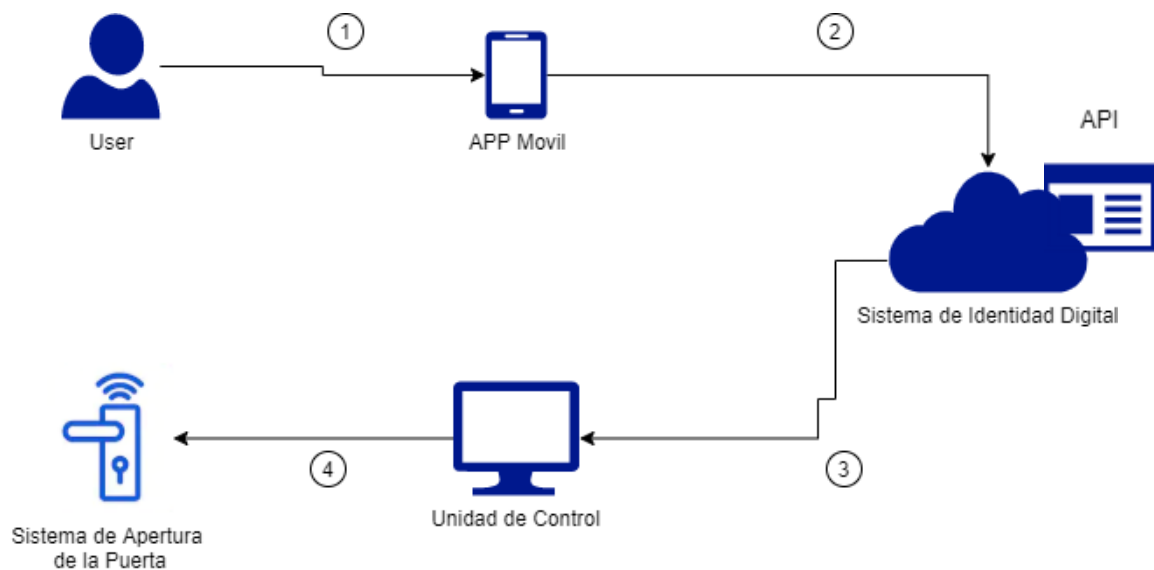 1
2
User
APP Movil
API
Sistema de Identidad Digital
3
4
Unidad de Control
Sistema de Apertura
de la Puerta